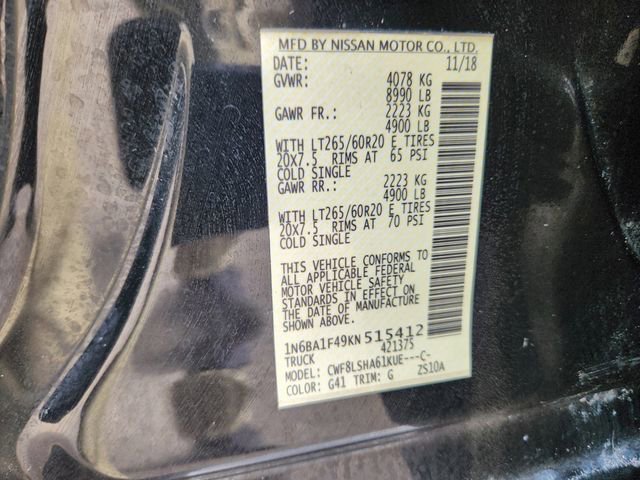 MFD BY NISSAN MOTOR CO., LTD.
DATE: 11/18
GVWR: 4078 KG
8990 LB
GAWR FR.: 2223 KG
4900 LB
WITH LT265/60R20 E TIRES
20X7.5 RIMS AT 65 PSI
COLD SINGLE
GAWR RR.: 2223 KG
4900 LB
WITH LT265/60R20 E TIRES
20X7.5 RIMS AT 70 PSI
COLD SINGLE
THIS VEHICLE CONFORMS TO
ALL APPLICABLE FEDERAL
MOTOR VEHICLE SAFETY
STANDARDS IN EFFECT ON
THE DATE OF MANUFACTURE
SHOWN ABOVE.
1N6BA1F49KN515412
TRUCK 421375
MODEL: CWF8LSHA61KUE---C-
COLOR: G41 TRIM: G ZS10A